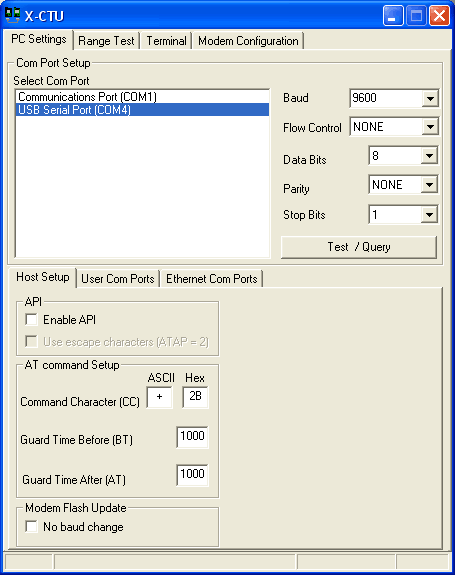 X-CTU
PC Settings Range Test Terminal Modem Configuration
Com Port Setup
Select Com Port
Communications Port (COM1)
USB Serial Port (COM4)
Baud 9600
Flow Control NONE
Data Bits 8
Parity NONE
Stop Bits 1
Test / Query
Host Setup User Com Ports Ethernet Com Ports
API
Enable API
Use escape characters (ATAP = 2)
AT command Setup
ASCII Hex
Command Character (CC) + 2B
Guard Time Before (BT) 1000
Guard Time After (AT) 1000
Modem Flash Update
No baud change